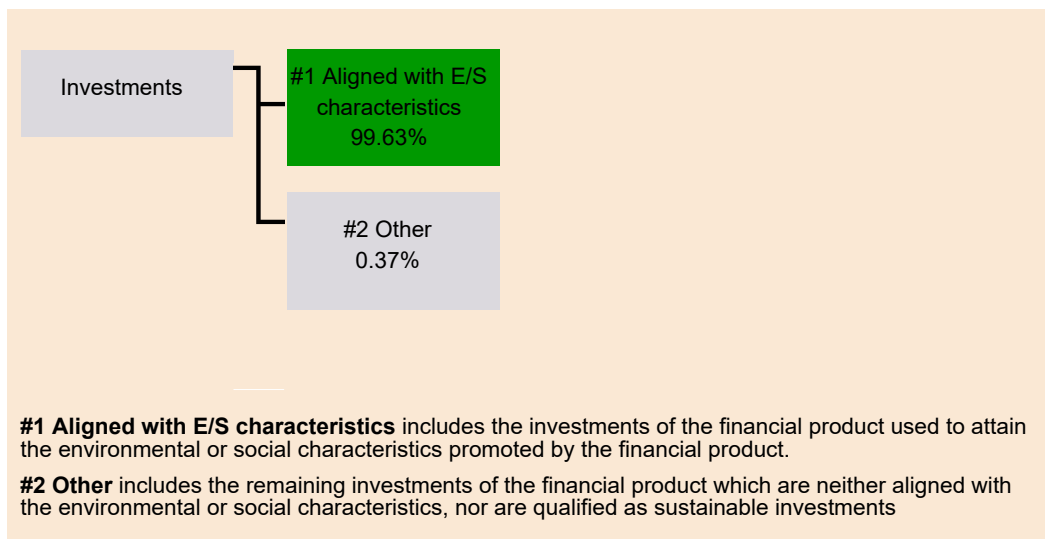 Investments
#1 Aligned with E/S
characteristics
99.63%
#2 Other
0.37%
#1 Aligned with E/S characteristics includes the investments of the financial product used to attain
the environmental or social characteristics promoted by the financial product.
#2 Other includes the remaining investments of the financial product which are neither aligned with
the environmental or social characteristics, nor are qualified as sustainable investments